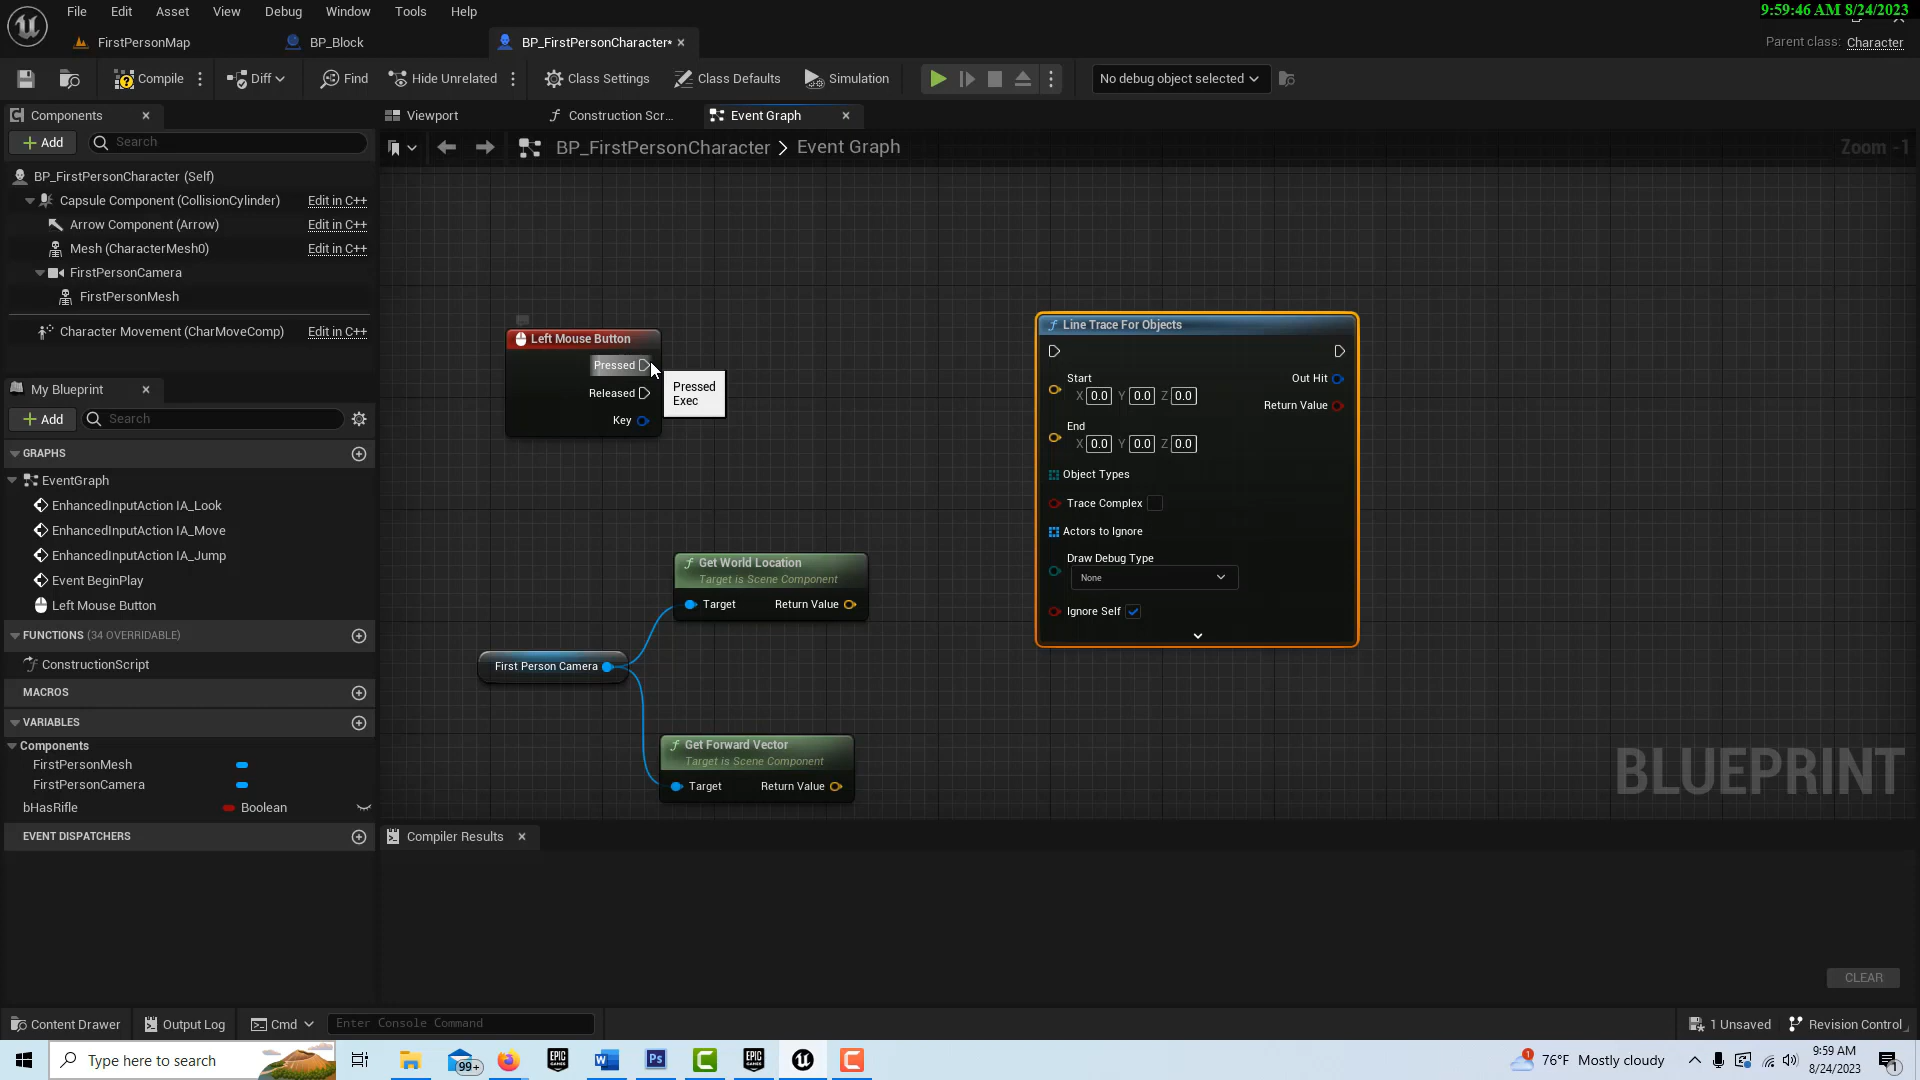 9:59:46 AM 8/24/2023
File Edit Asset View Debug Window Tools Help
FirstPersonMap BP_Block BP_FirstPersonCharacter*
Parent class: Character
Compile Diff Find Hide Unrelated Class Settings Class Defaults Simulation No debug object selected
Components
Viewport Construction Scr... Event Graph
Add Search
BP_FirstPersonCharacter Event Graph
Zoom -1
BP_FirstPersonCharacter (Self)
Capsule Component (CollisionCylinder) Edit in C++
Arrow Component (Arrow) Edit in C++
Mesh (CharacterMesh0) Edit in C++
FirstPersonCamera
FirstPersonMesh
Character Movement (CharMoveComp) Edit in C++
My Blueprint
Add Search
GRAPHS
EventGraph
EnhancedInputAction IA_Look
EnhancedInputAction IA_Move
EnhancedInputAction IA_Jump
Event BeginPlay
Left Mouse Button
FUNCTIONS (34 OVERRIDABLE)
ConstructionScript
MACROS
VARIABLES
Components
FirstPersonMesh
FirstPersonCamera
bHasRifle Boolean
EVENT DISPATCHERS
Left Mouse Button
Pressed
Released
Key
Pressed
Exec
Get World Location
Target is Scene Component
Target Return Value
First Person Camera
Get Forward Vector
Target is Scene Component
Target Return Value
Line Trace For Objects
Start
X 0.0 Y 0.0 Z 0.0
Out Hit
Return Value
End
X 0.0 Y 0.0 Z 0.0
Object Types
Trace Complex
Actors to Ignore
Draw Debug Type
None
Ignore Self
BLUEPRINT
Compiler Results
CLEAR
Content Drawer Output Log Cmd Enter Console Command 1 Unsaved Revision Control
Type here to search
99+
EPIC GAMES
W
Ps
EPIC GAMES
1
76°F Mostly cloudy
9:59 AM
8/24/2023
1